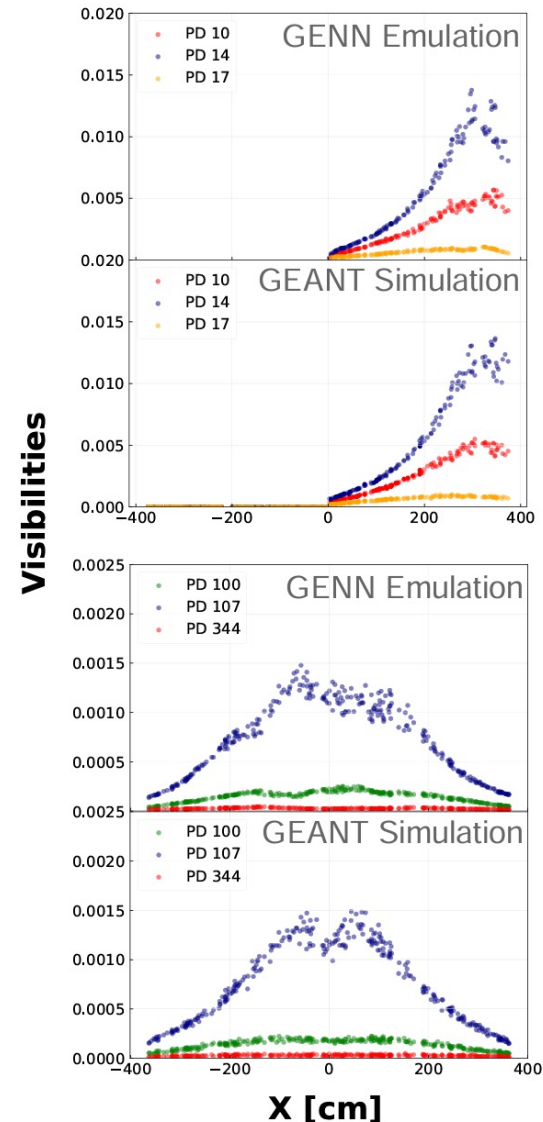 0.020
PD 10
PD 14
PD 17
GENN Emulation
0.015
0.010
0.005
0.020
PD 10
PD 14
PD 17
GEANT Simulation
0.015
0.010
0.005
0.000
−400 −200 0 200 400
Visibilities
0.0025
PD 100
PD 107
PD 344
GENN Emulation
0.0020
0.0015
0.0010
0.0005
0.0025
PD 100
PD 107
PD 344
GEANT Simulation
0.0020
0.0015
0.0010
0.0005
0.0000
−400 −200 0 200 400
X [cm]